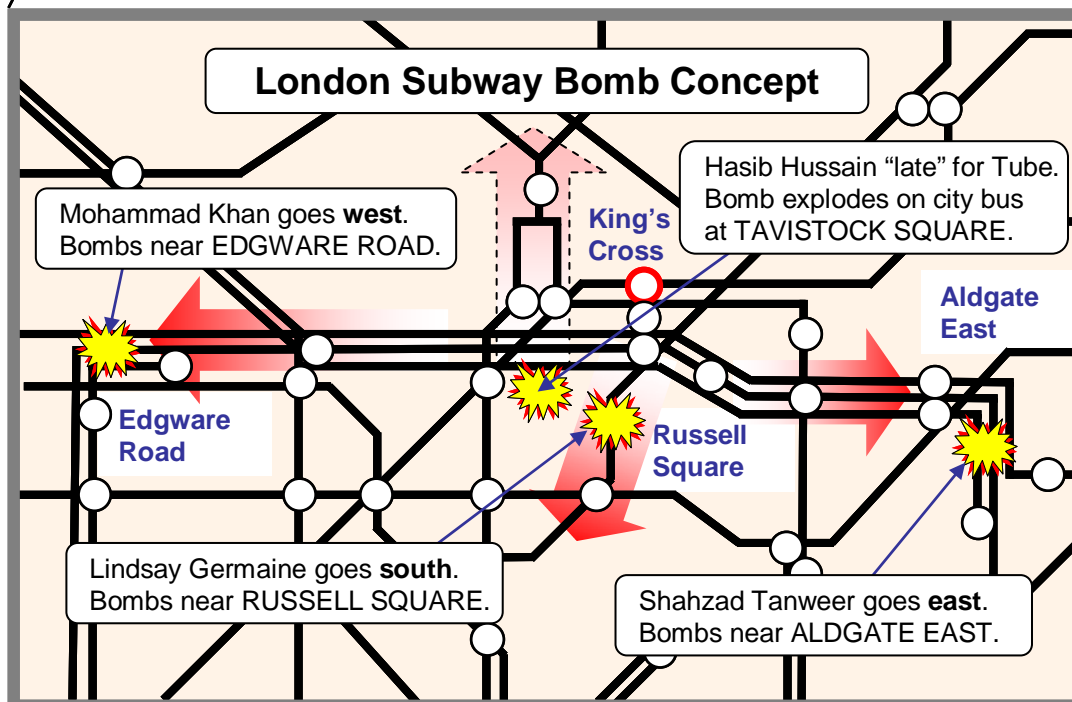 London Subway Bomb Concept
Hasib Hussain “late” for Tube.
Bomb explodes on city bus
at TAVISTOCK SQUARE.
Mohammad Khan goes west.
Bombs near EDGWARE ROAD.
King’s
Cross
Aldgate
East
Edgware
Road
Russell
Square
Lindsay Germaine goes south.
Bombs near RUSSELL SQUARE.
Shahzad Tanweer goes east.
Bombs near ALDGATE EAST.